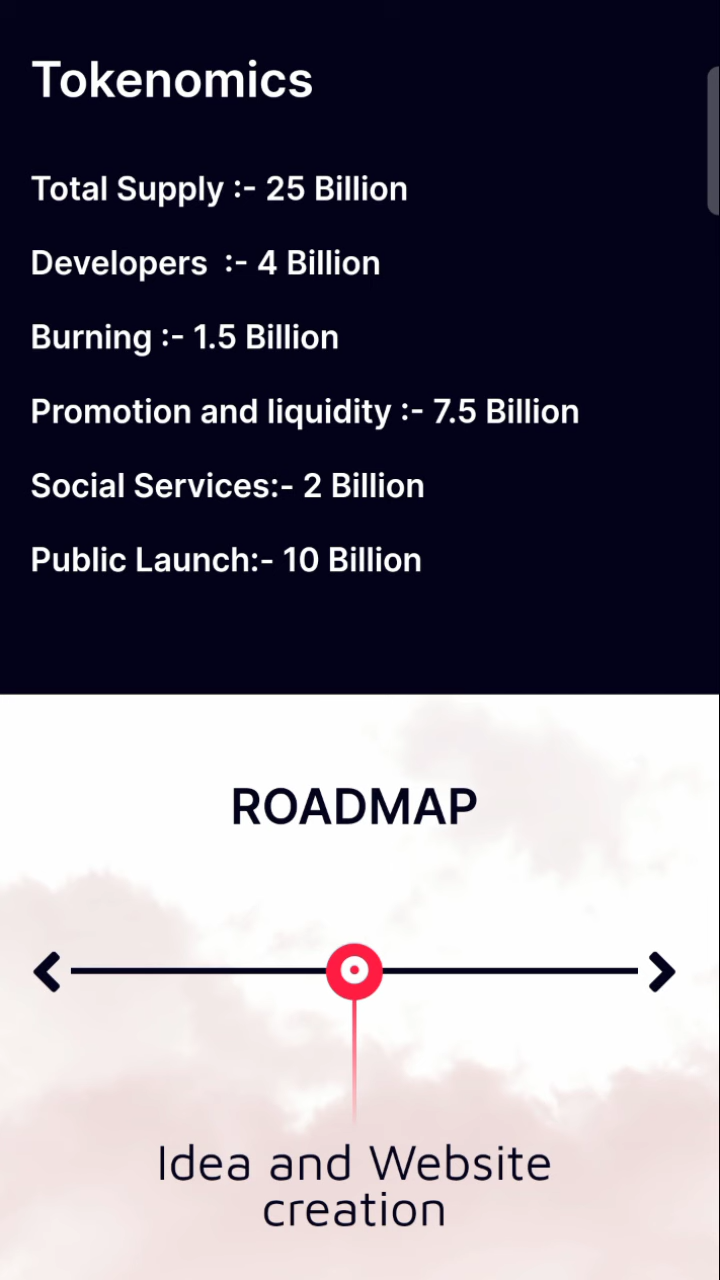 Tokenomics
Total Supply :- 25 Billion
Developers  :- 4 Billion
Burning :- 1.5 Billion
Promotion and liquidity :- 7.5 Billion
Social Services:- 2 Billion
Public Launch:- 10 Billion
ROADMAP
Idea and Website
creation